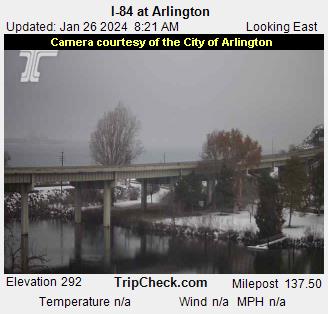 I-84 at Arlington
Updated: Jan 26 2024 8:21 AM Looking East
Camera courtesy of the City of Arlington
Elevation 292 TripCheck.com Milepost 137.50
Temperature n/a Wind n/a MPH n/a